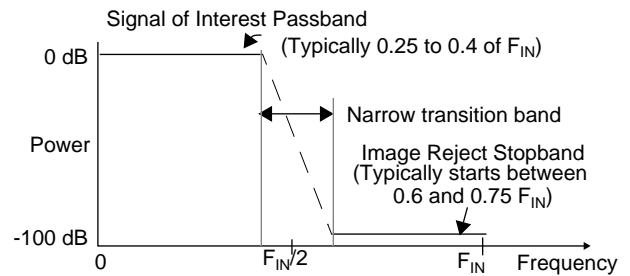 Signal of Interest Passband
(Typically 0.25 to 0.4 of F_IN)
0 dB
Narrow transition band
Power
Image Reject Stopband
(Typically starts between
0.6 and 0.75 F_IN)
-100 dB
0
F_IN/2
F_IN
Frequency